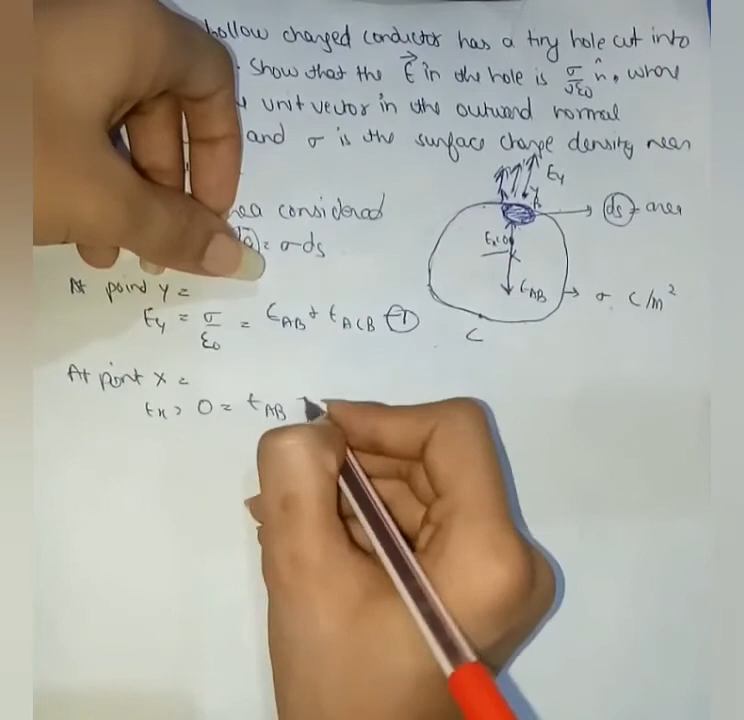 hollow charged conductor has a tiny hole cut into
. Show that the E⃗ in the hole is σ/2ε0 n̂, where
unit vector in the outward normal
and σ is the surface charge density near
Ey
area considered
ds = area
= σds
Ex=0
EAB
σ C/m²
C
At point y =
Ey = σ/ε0 = EAB + EACB ①
At point x =
Ex = 0 = EAB